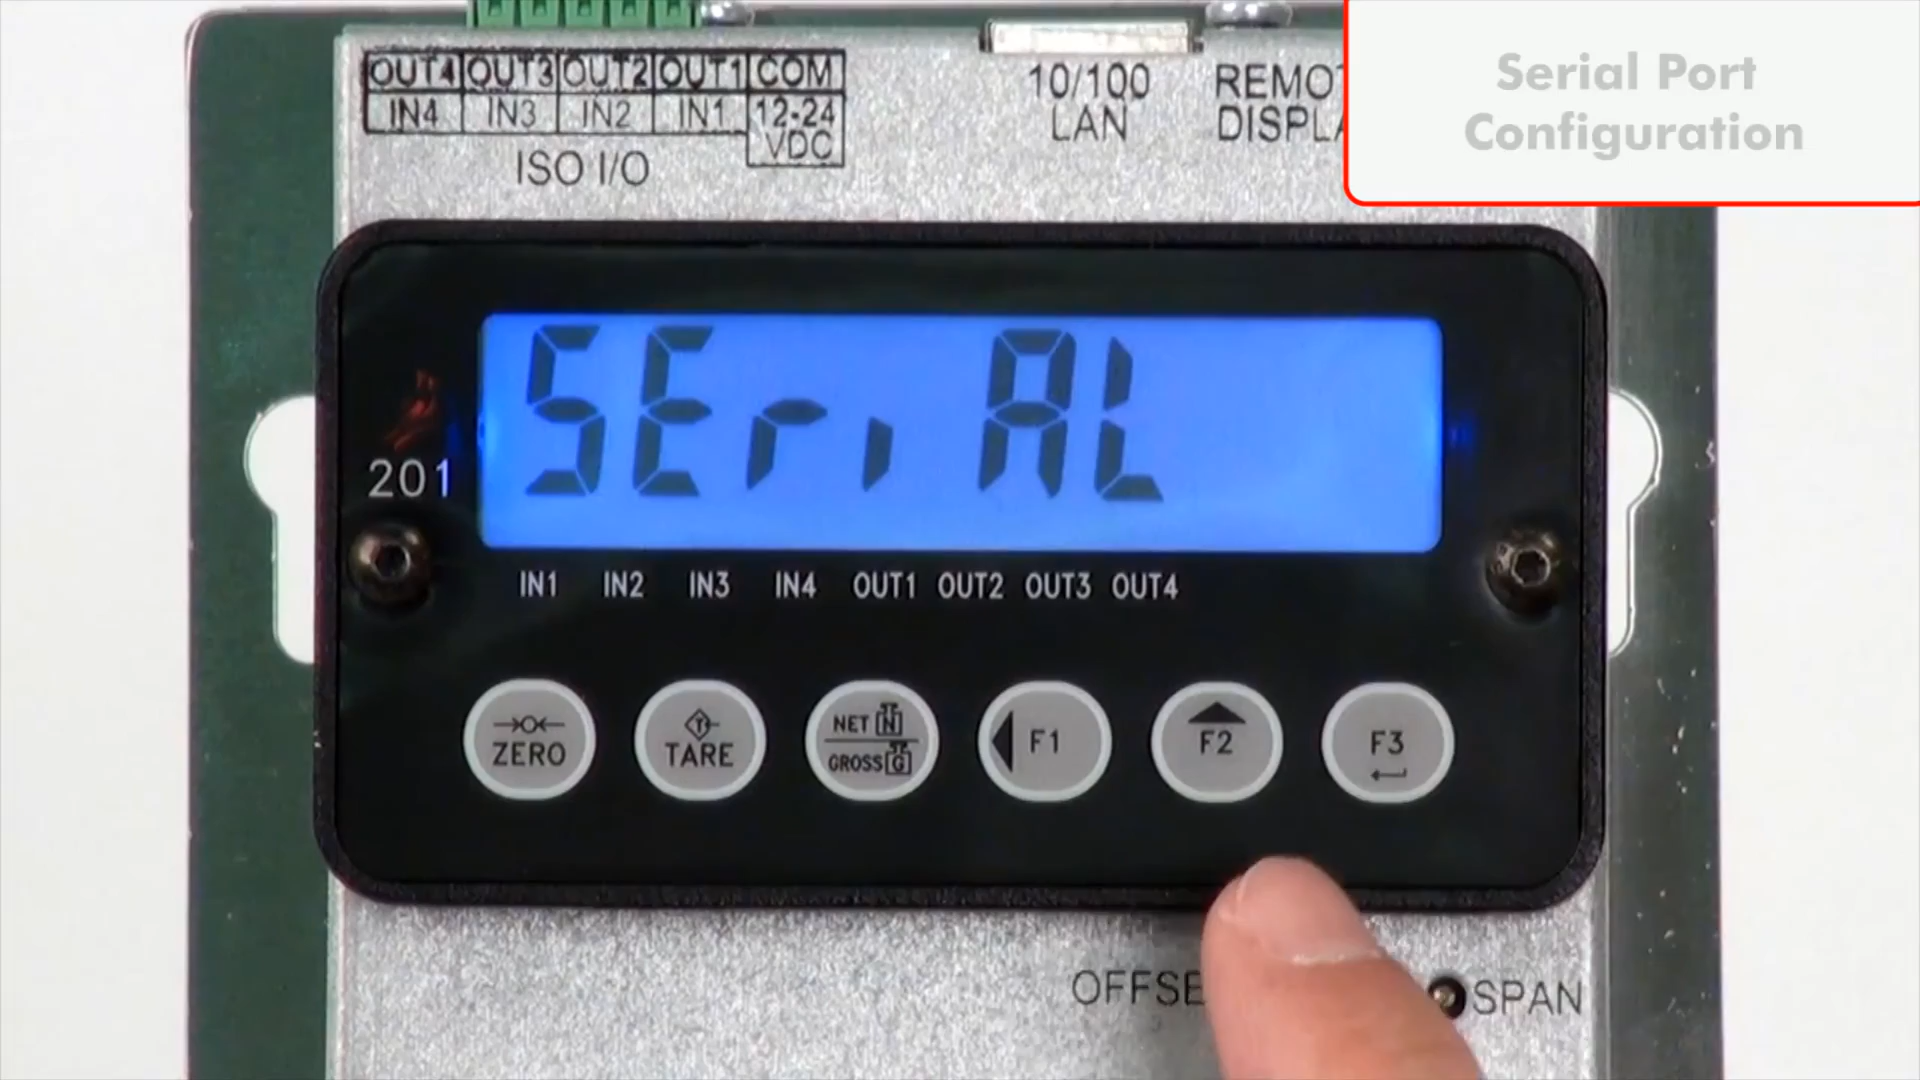 OUT4 OUT3 OUT2 OUT1 COM
IN4 IN3 IN2 IN1 12-24 VDC
ISO I/O
10/100
LAN
REMOT
DISPLA
Serial Port
Configuration
SEriAL
201
IN1 IN2 IN3 IN4 OUT1 OUT2 OUT3 OUT4
ZERO
T
TARE
NET N
GROSS G
F1
F2
F3
OFFSE
SPAN